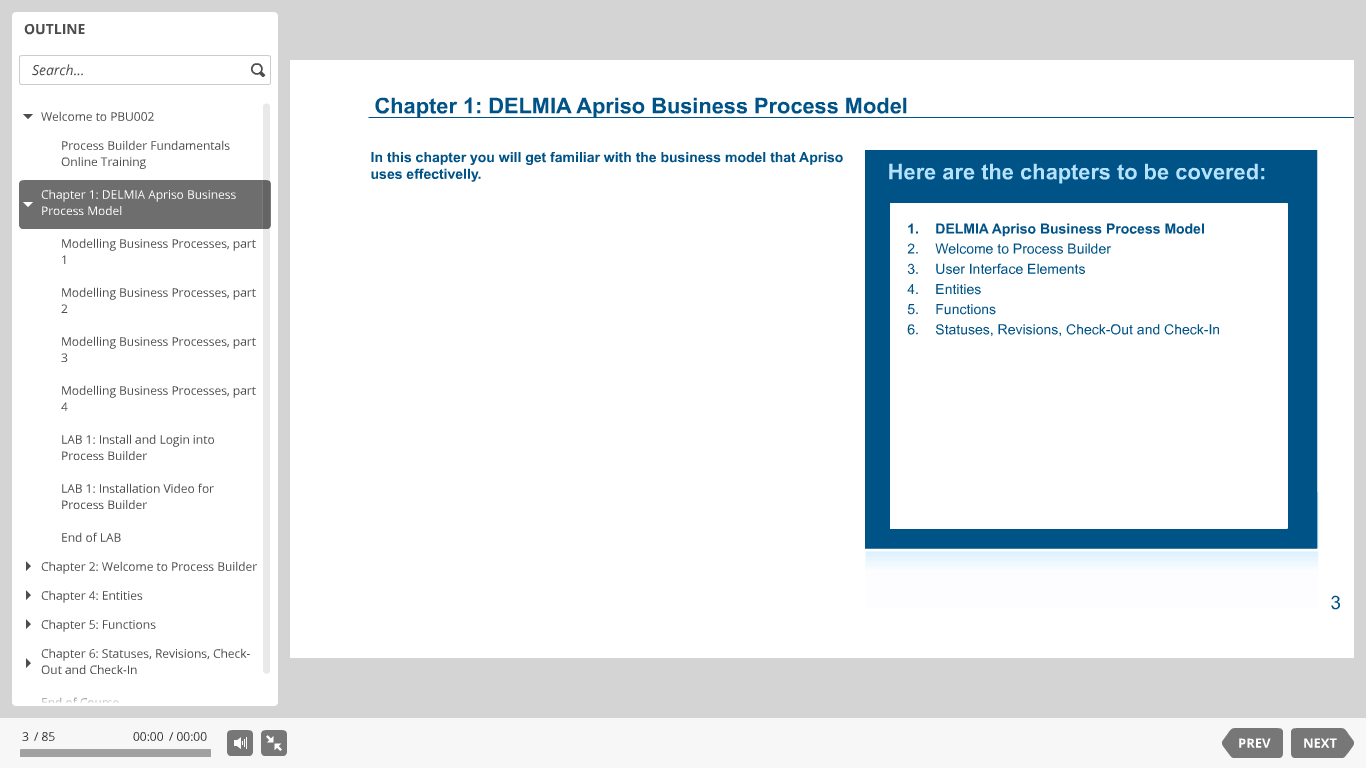 OUTLINE
Search...
Welcome to PBU002
Process Builder Fundamentals
Online Training
Chapter 1: DELMIA Apriso Business
Process Model
Modelling Business Processes, part
1
Modelling Business Processes, part
2
Modelling Business Processes, part
3
Modelling Business Processes, part
4
LAB 1: Install and Login into
Process Builder
LAB 1: Installation Video for
Process Builder
End of LAB
Chapter 2: Welcome to Process Builder
Chapter 4: Entities
Chapter 5: Functions
Chapter 6: Statuses, Revisions, Check-
Out and Check-In
End of Course
Chapter 1: DELMIA Apriso Business Process Model
In this chapter you will get familiar with the business model that Apriso
uses effectivelly.
Here are the chapters to be covered:
1. DELMIA Apriso Business Process Model
2. Welcome to Process Builder
3. User Interface Elements
4. Entities
5. Functions
6. Statuses, Revisions, Check-Out and Check-In
3
3 / 85
00:00 / 00:00
PREV
NEXT